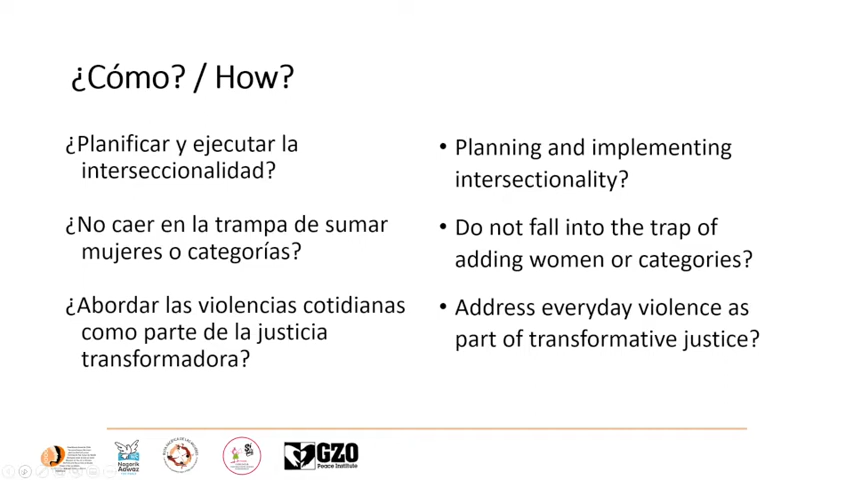 ¿Cómo? / How?
¿Planificar y ejecutar la
interseccionalidad?
¿No caer en la trampa de sumar
mujeres o categorías?
¿Abordar las violencias cotidianas
como parte de la justicia
transformadora?
• Planning and implementing
intersectionality?
• Do not fall into the trap of
adding women or categories?
• Address everyday violence as
part of transformative justice?
Nagarik
Aawaz
GZO
Peace Institute